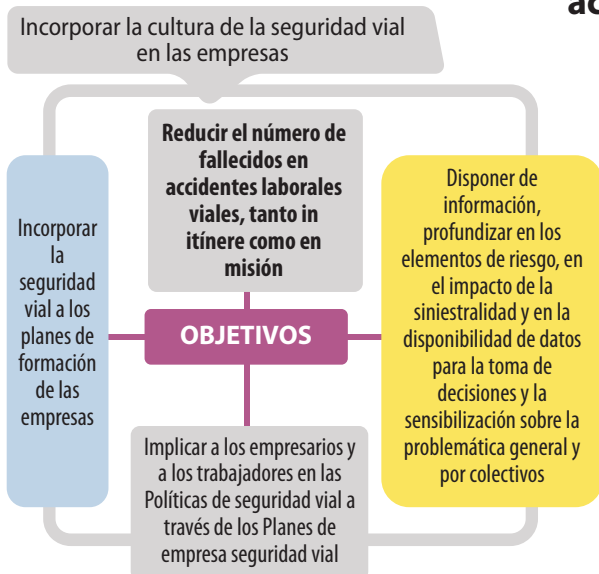 ac
Incorporar la cultura de la seguridad vial
en las empresas
Reducir el número de
fallecidos en
accidentes laborales
viales, tanto in
itínere como en
misión
Incorporar
la
seguridad
vial a los
planes de
formación
de las
empresas
OBJETIVOS
Disponer de
información,
profundizar en los
elementos de riesgo, en
el impacto de la
siniestralidad y en la
disponibilidad de datos
para la toma de
decisiones y la
sensibilización sobre la
problemática general y
por colectivos
Implicar a los empresarios y
a los trabajadores en las
Políticas de seguridad vial a
través de los Planes de
empresa seguridad vial